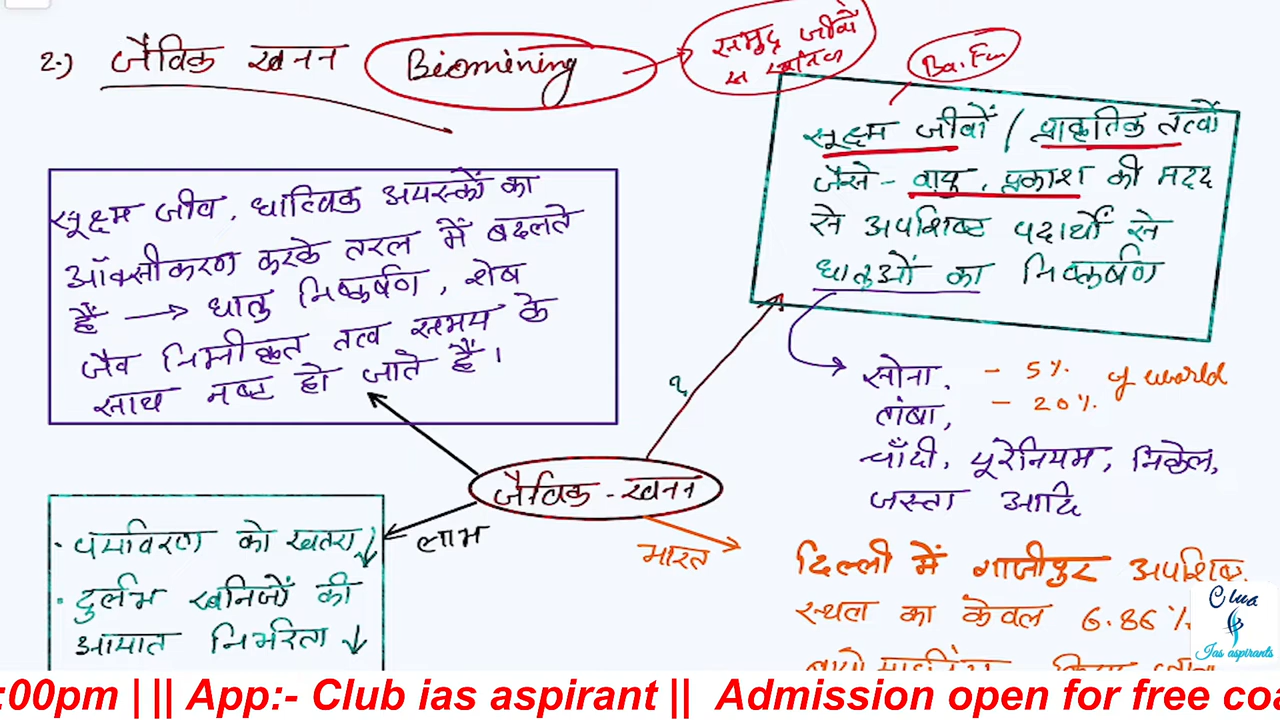 2.) जैविक खनन Biomining
समुद्र जीवों
Ba. Fun
सूक्ष्म जीवों / प्राकृतिक तत्वों
जैसे - वायु, प्रकाश की मदद
से अपशिष्ट पदार्थों से
धातुओं का निष्कर्षण
सूक्ष्म जीव, धात्विक अयस्कों का
ऑक्सीकरण करके तरल में बदलते
हैं → धातु निष्कर्षण, शेष
जैव निम्नीकृत तत्व समय के
साथ नष्ट हो जाते हैं।
सोना, - 5% of world
तांबा, - 20%
चाँदी, यूरेनियम, निकेल,
जस्ता आदि
जैविक - खनन
लाभ
भारत
• पर्यावरण को खतरा ↓
• दुर्लभ खनिजों की
आयात निर्भरता ↓
दिल्ली में गाजीपुर अपशिष्ट
स्थल का केवल 6.86%
Club
Ias aspirants
:00pm | || App:- Club ias aspirant || Admission open for free coa